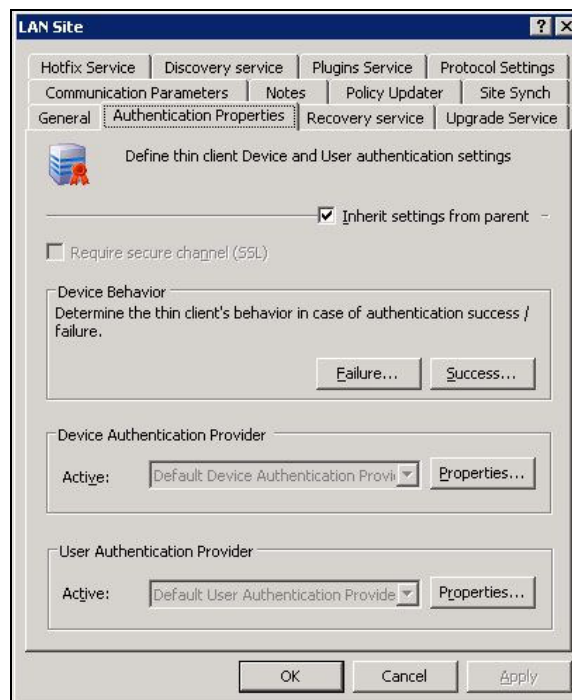 LAN Site
Hotfix Service Discovery service Plugins Service Protocol Settings
Communication Parameters Notes Policy Updater Site Synch
General Authentication Properties Recovery service Upgrade Service
Define thin client Device and User authentication settings
Inherit settings from parent
Require secure channel (SSL)
Device Behavior
Determine the thin client's behavior in case of authentication success /
failure.
Failure... Success...
Device Authentication Provider
Active: Default Device Authentication Provi Properties...
User Authentication Provider
Active: Default User Authentication Provide Properties...
OK Cancel Apply